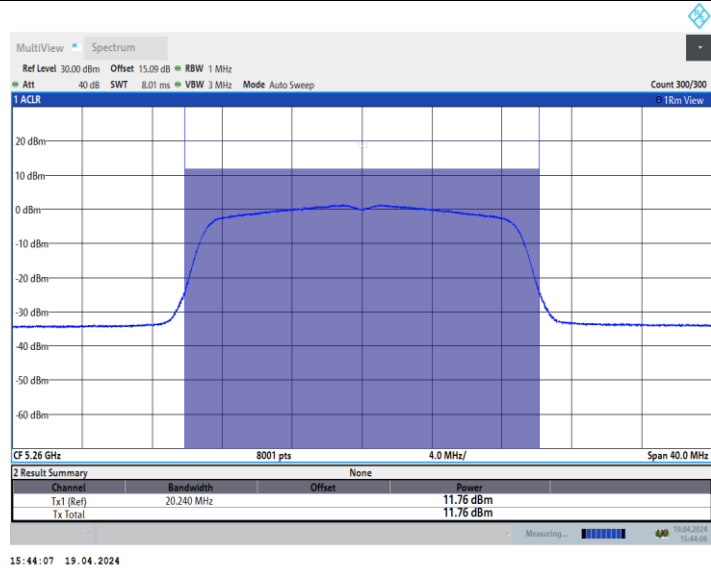 MultiView Spectrum
Ref Level 30.00 dBm Offset 15.09 dB RBW 1 MHz
Att 40 dB SWT 8.01 ms VBW 3 MHz Mode Auto Sweep Count 300/300
1 ACLR 1Rm View
20 dBm
10 dBm
0 dBm
-10 dBm
-20 dBm
-30 dBm
-40 dBm
-50 dBm
-60 dBm
CF 5.26 GHz 8001 pts 4.0 MHz/ Span 40.0 MHz
2 Result Summary None
Channel Bandwidth Offset Power
Tx1 (Ref) 20.240 MHz 11.76 dBm
Tx Total 11.76 dBm
Measuring... 19.04.2024
15:44:06
15:44:07 19.04.2024